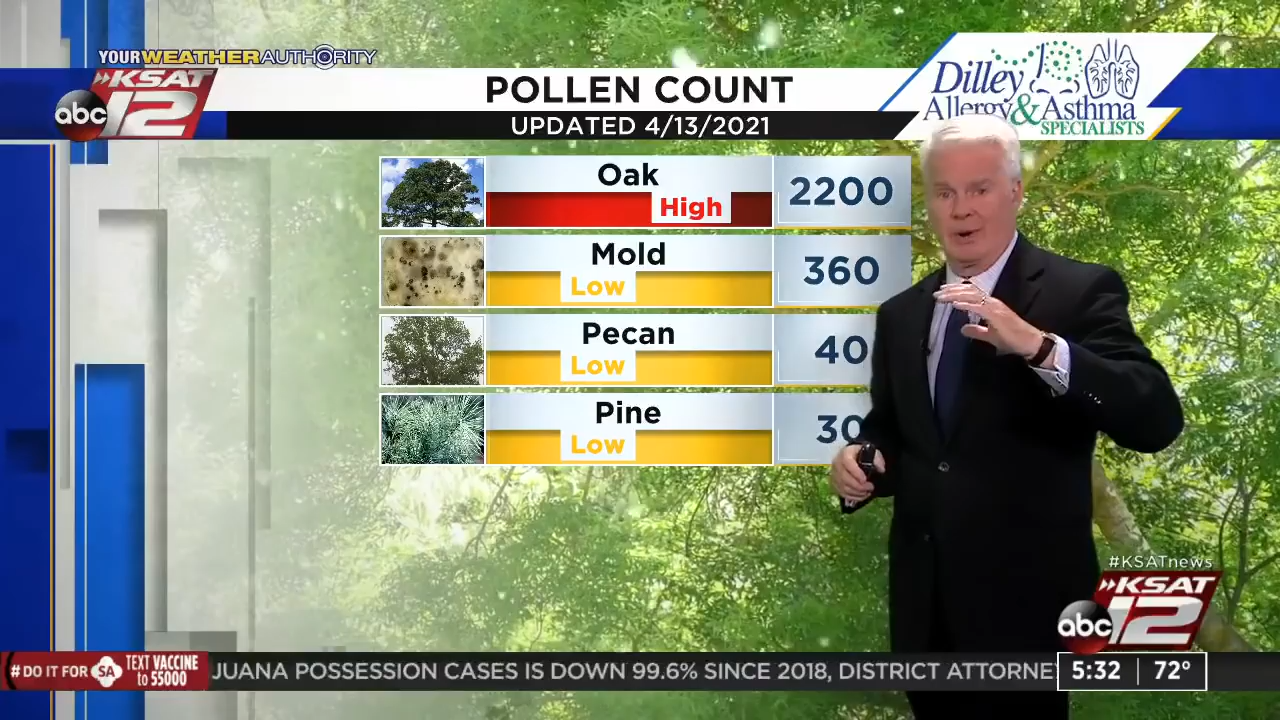 YOUR WEATHER AUTHORITY
KSAT
abc 12
POLLEN COUNT
UPDATED 4/13/2021
Dilley
Allergy & Asthma
SPECIALISTS
Oak
High
2200
Mold
Low
360
Pecan
Low
40
Pine
Low
30
#KSATnews
KSAT
abc 12
# DO IT FOR SA TEXT VACCINE
to 55000
JUANA POSSESSION CASES IS DOWN 99.6% SINCE 2018, DISTRICT ATTORNE
5:32 72°